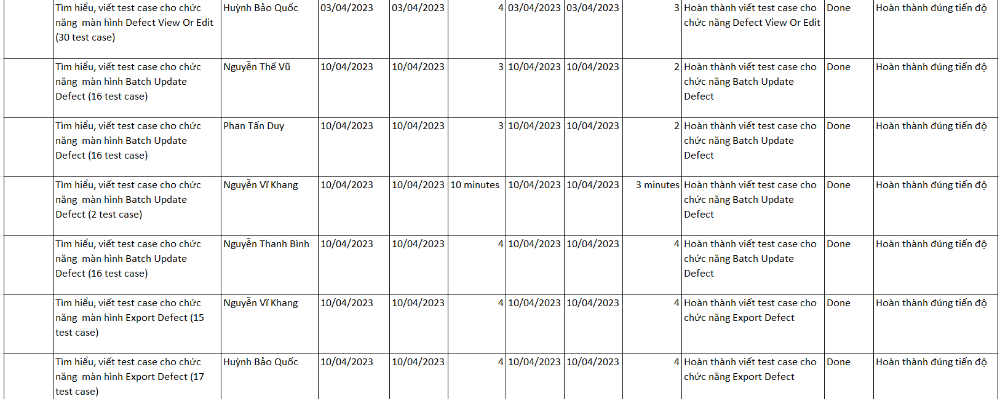 Tìm hiểu, viết test case cho chức Huỳnh Bảo Quốc 03/04/2023 03/04/2023 4 03/04/2023 03/04/2023 3 Hoàn thành viết test case cho Done Hoàn thành đúng tiến độ
năng  màn hình Defect View Or Edit chức năng Defect View Or Edit
(30 test case)
Tìm hiểu, viết test case cho chức Nguyễn Thế Vũ 10/04/2023 10/04/2023 3 10/04/2023 10/04/2023 2 Hoàn thành viết test case cho Done Hoàn thành đúng tiến độ
năng  màn hình Batch Update chức năng Batch Update
Defect (16 test case) Defect
Tìm hiểu, viết test case cho chức Phan Tấn Duy 10/04/2023 10/04/2023 3 10/04/2023 10/04/2023 2 Hoàn thành viết test case cho Done Hoàn thành đúng tiến độ
năng  màn hình Batch Update chức năng Batch Update
Defect (16 test case) Defect
Tìm hiểu, viết test case cho chức Nguyễn Vĩ Khang 10/04/2023 10/04/2023 10 minutes 10/04/2023 10/04/2023 3 minutes Hoàn thành viết test case cho Done Hoàn thành đúng tiến độ
năng  màn hình Batch Update chức năng Batch Update
Defect (2 test case) Defect
Tìm hiểu, viết test case cho chức Nguyễn Thanh Bình 10/04/2023 10/04/2023 4 10/04/2023 10/04/2023 4 Hoàn thành viết test case cho Done Hoàn thành đúng tiến độ
năng  màn hình Batch Update chức năng Batch Update
Defect (16 test case) Defect
Tìm hiểu, viết test case cho chức Nguyễn Vĩ Khang 10/04/2023 10/04/2023 4 10/04/2023 10/04/2023 4 Hoàn thành viết test case cho Done Hoàn thành đúng tiến độ
năng  màn hình Export Defect (15 chức năng Export Defect
test case)
Tìm hiểu, viết test case cho chức Huỳnh Bảo Quốc 10/04/2023 10/04/2023 4 10/04/2023 10/04/2023 4 Hoàn thành viết test case cho Done Hoàn thành đúng tiến độ
năng  màn hình Export Defect (17 chức năng Export Defect
test case)